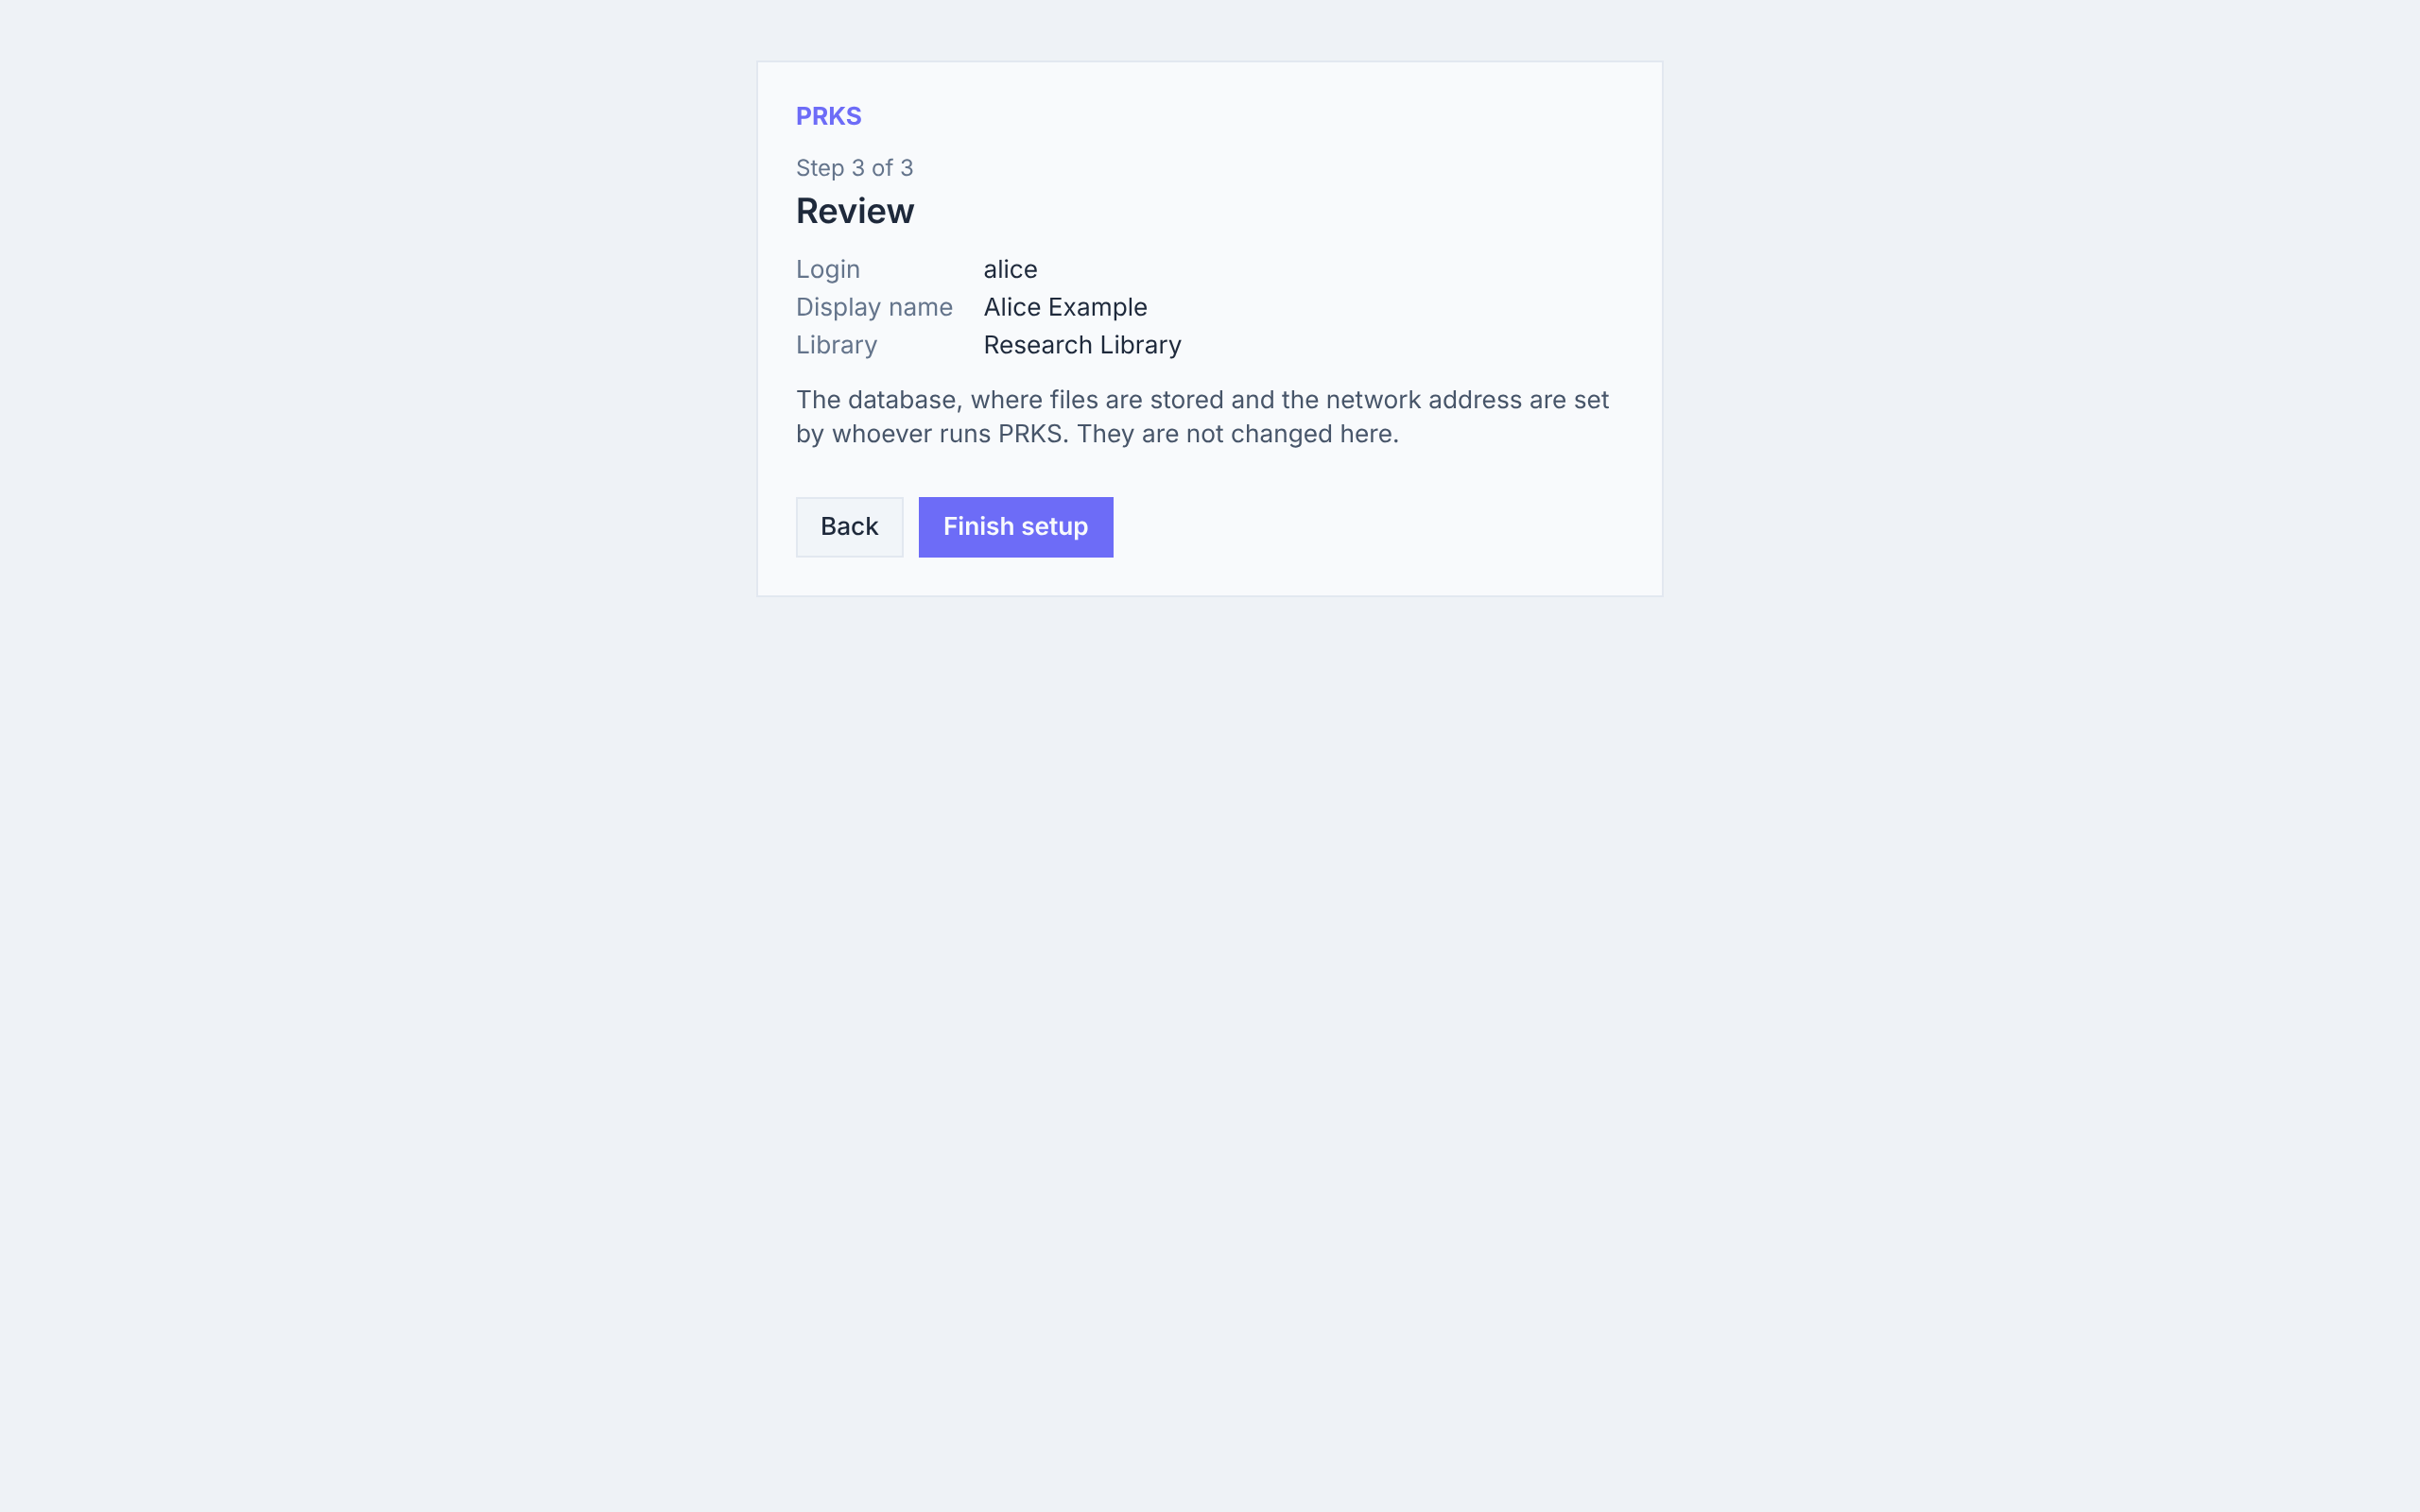 PRKS
Step 3 of 3
Review
Login alice
Display name Alice Example
Library Research Library
The database, where files are stored and the network address are set
by whoever runs PRKS. They are not changed here.
Back Finish setup